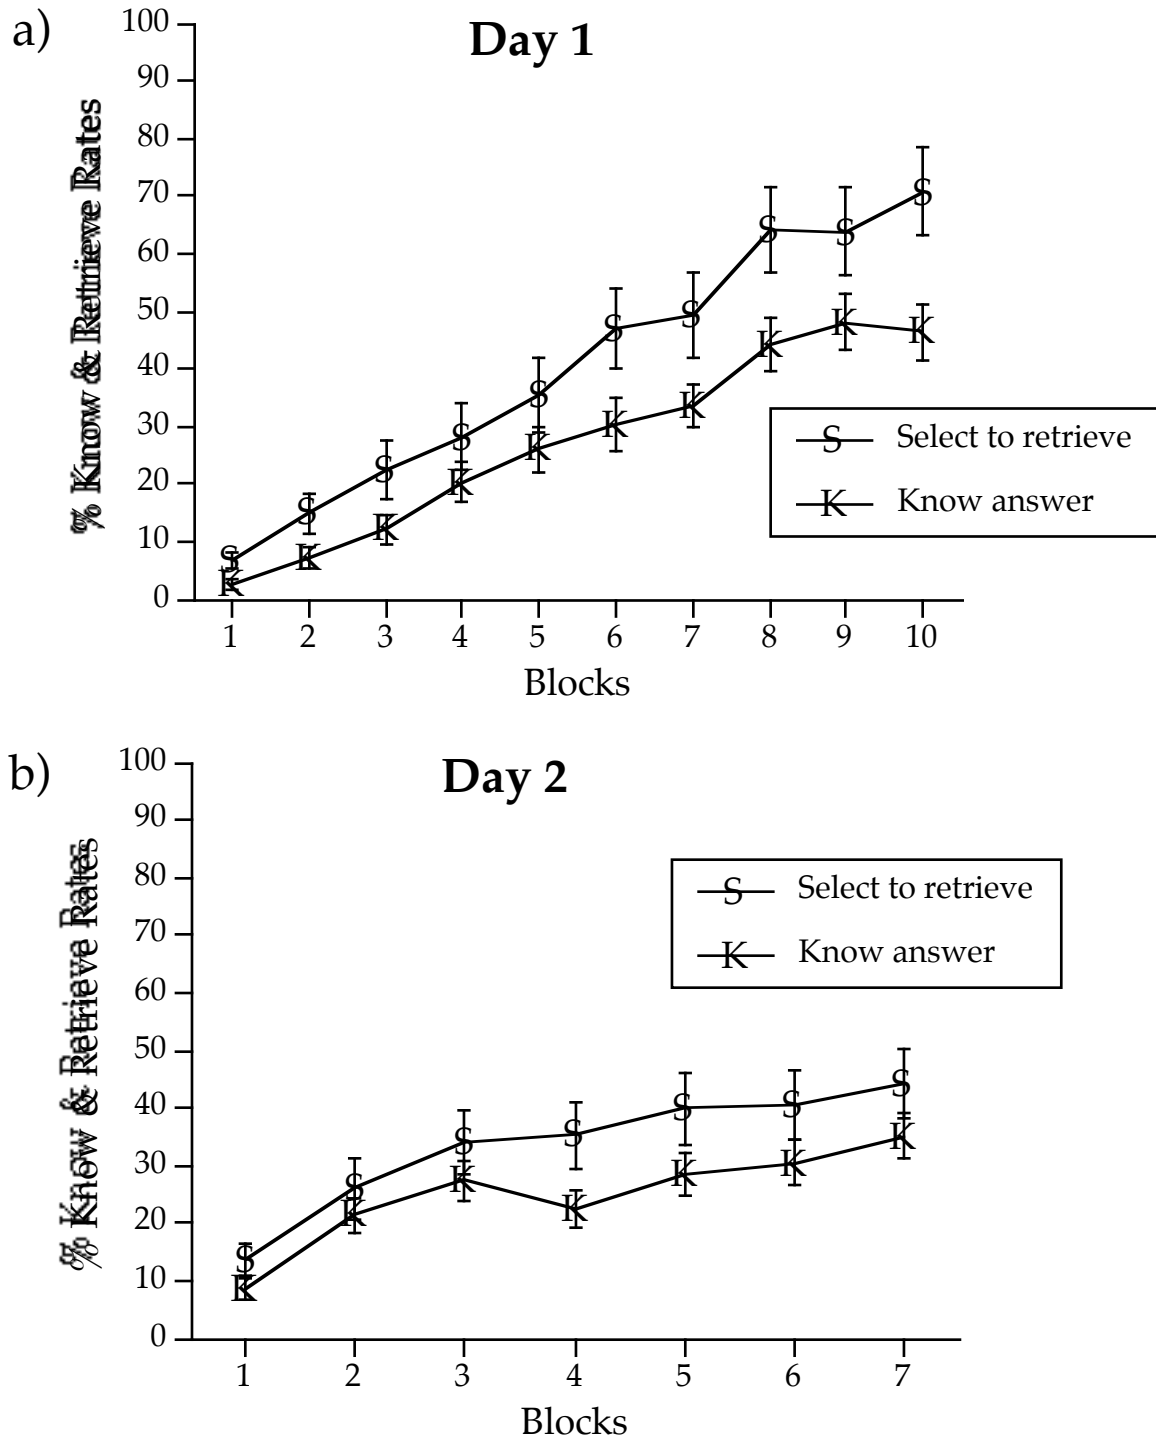 a)
Day 1
100
90
80
70
60
50
40
30
20
10
0
% Know & Retrieve Rates
S S S S S S S S S S
K K K K K K K K K K
S Select to retrieve
K Know answer
1 2 3 4 5 6 7 8 9 10
Blocks
b)
Day 2
100
90
80
70
60
50
40
30
20
10
0
% Know & Retrieve Rates
S Select to retrieve
K Know answer
S S S S S S S
K K K K K K K
1 2 3 4 5 6 7
Blocks